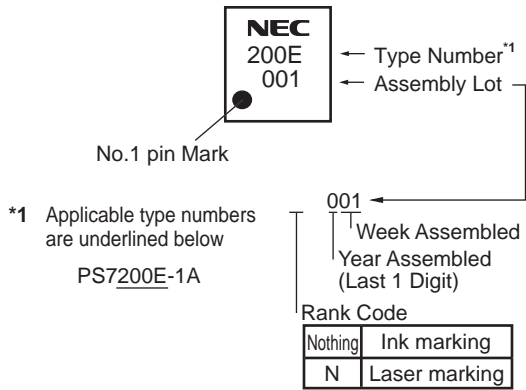 NEC
200E
001
Type Number*1
Assembly Lot
No.1 pin Mark
*1 Applicable type numbers
are underlined below
PS7200E-1A
001
Week Assembled
Year Assembled
(Last 1 Digit)
Rank Code
Nothing Ink marking
N Laser marking